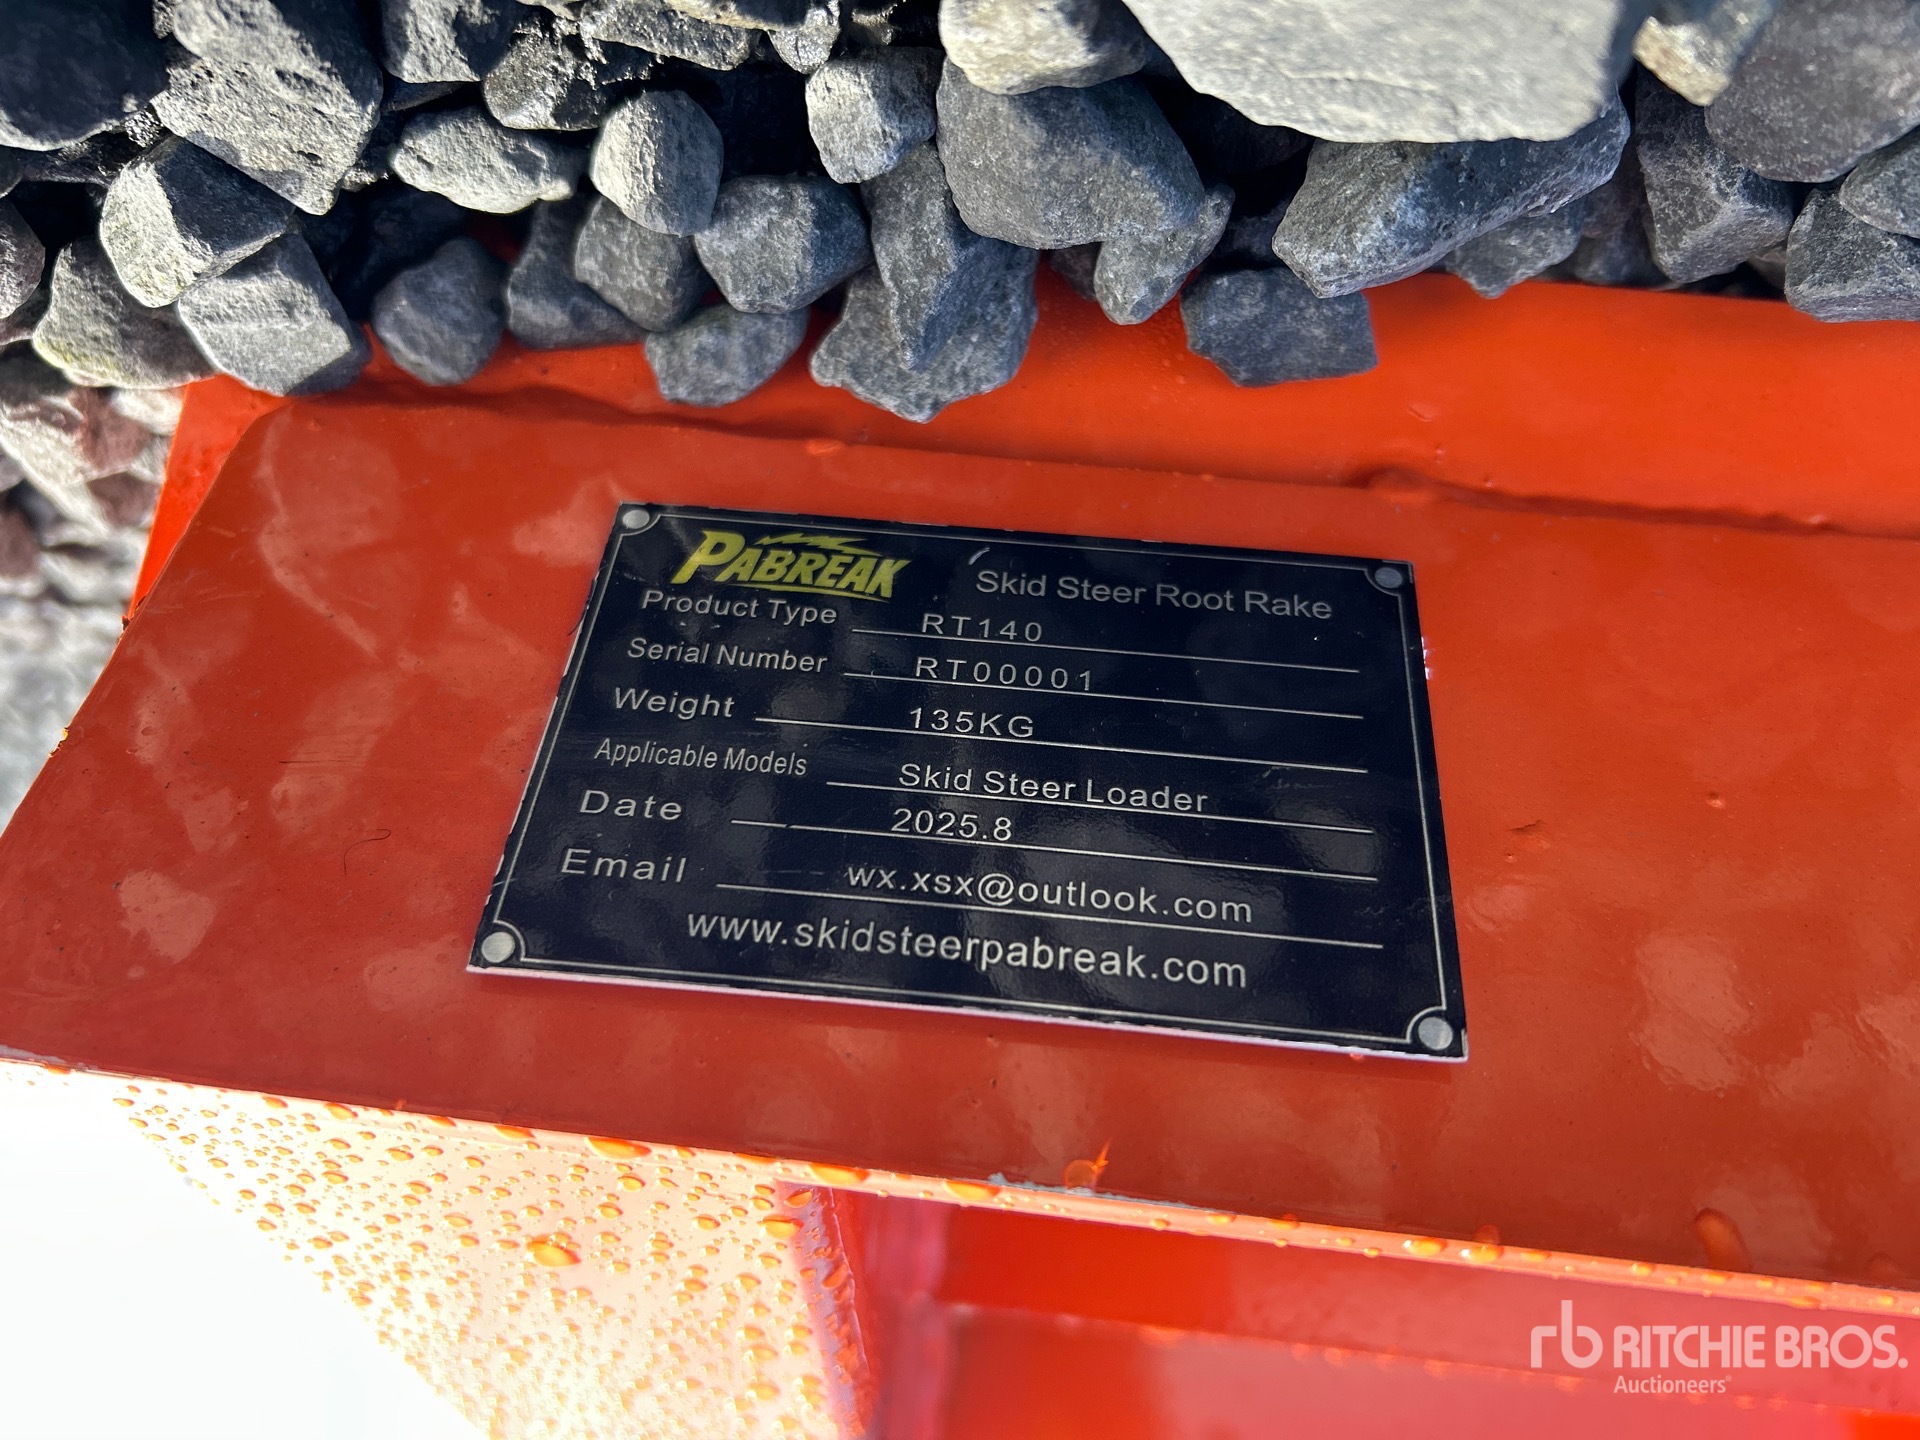 PABREAK Skid Steer Root Rake
Product Type RT140
Serial Number RT00001
Weight 135KG
Applicable Models Skid Steer Loader
Date 2025.8
Email wx.xsx@outlook.com
www.skidsteerpabreak.com
rb RITCHIE BROS.
Auctioneers